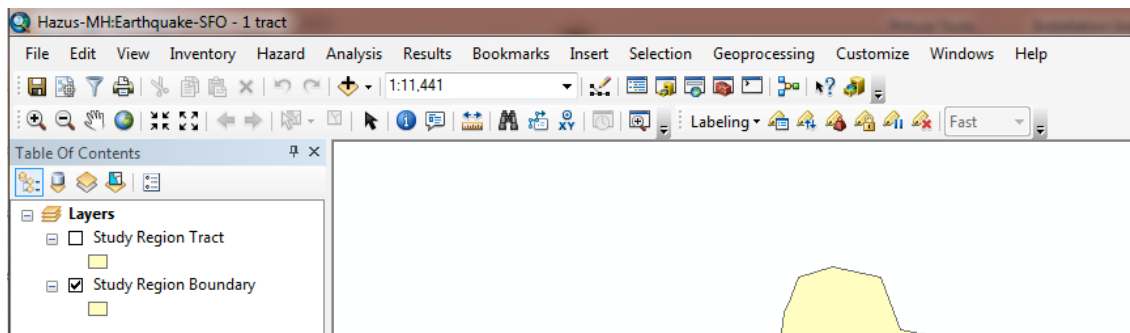 Hazus-MH:Earthquake-SFO - 1 tract
File Edit View Inventory Hazard Analysis Results Bookmarks Insert Selection Geoprocessing Customize Windows Help
1:11,441
Labeling Fast
Table Of Contents
Layers
Study Region Tract
Study Region Boundary